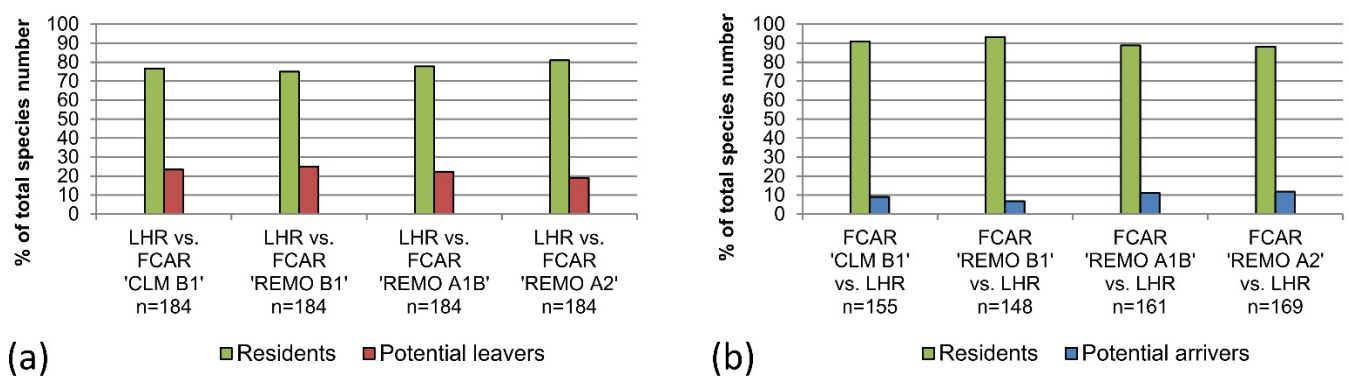 % of total species number
100
90
80
70
60
50
40
30
20
10
0
LHR vs.
FCAR
'CLM B1'
n=184
LHR vs.
FCAR
'REMO B1'
n=184
LHR vs.
FCAR
'REMO A1B'
n=184
LHR vs.
FCAR
'REMO A2'
n=184
(a)
Residents
Potential leavers
% of total species number
100
90
80
70
60
50
40
30
20
10
0
FCAR
'CLM B1'
vs. LHR
n=155
FCAR
'REMO B1'
vs. LHR
n=148
FCAR
'REMO A1B'
vs. LHR
n=161
FCAR
'REMO A2'
vs. LHR
n=169
(b)
Residents
Potential arrivers